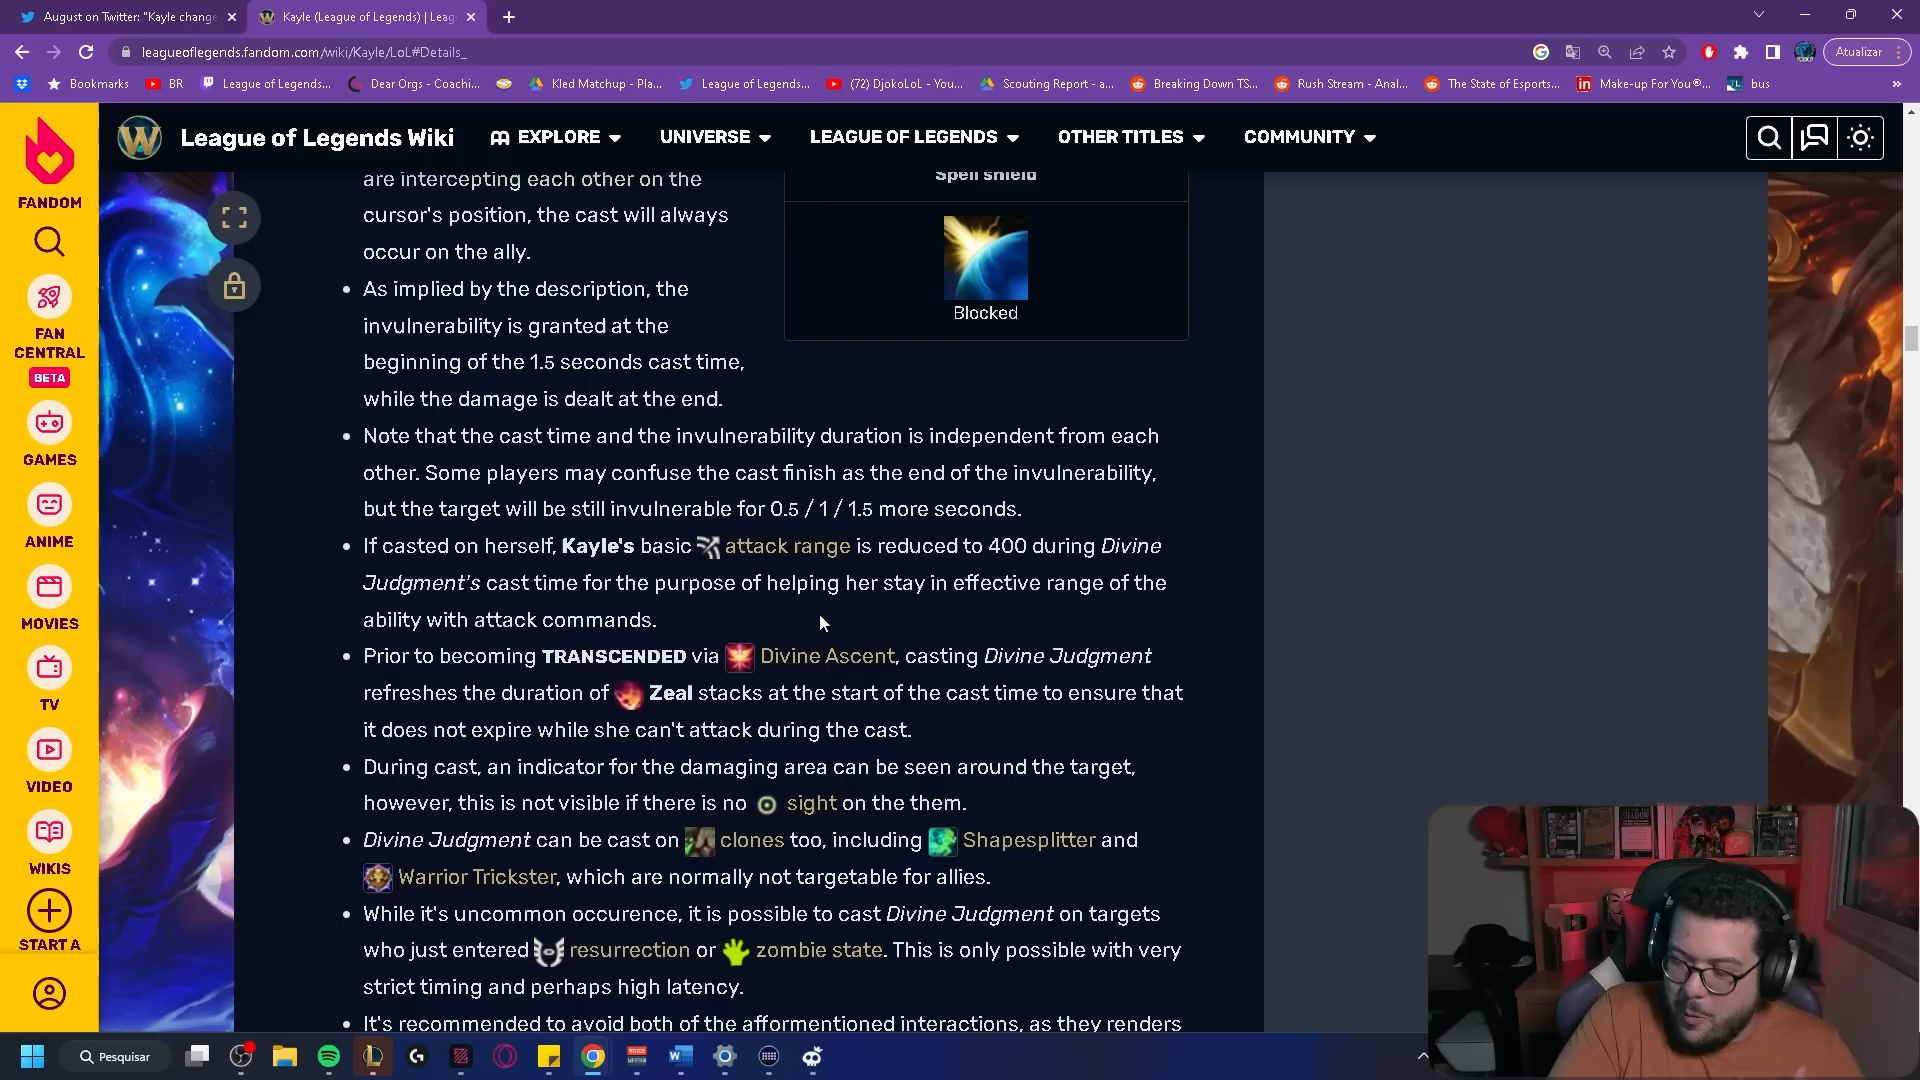 August on Twitter: "Kayle change
Kayle (League of Legends) | Leag
leagueoflegends.fandom.com/wiki/Kayle/LoL#Details_
Atualizar
Bookmarks
BR
League of Legends...
Dear Orgs - Coachi...
Kled Matchup - Pla...
League of Legends...
(72) DjokoLoL - You...
Scouting Report - a...
Breaking Down TS...
Rush Stream - Anal...
The State of Esports...
Make-up For You®...
bus
League of Legends Wiki
EXPLORE
UNIVERSE
LEAGUE OF LEGENDS
OTHER TITLES
COMMUNITY
FANDOM
FAN
CENTRAL
BETA
GAMES
ANIME
MOVIES
TV
VIDEO
WIKIS
START A
Spell shield
Blocked
are intercepting each other on the
cursor's position, the cast will always
occur on the ally.
• As implied by the description, the
invulnerability is granted at the
beginning of the 1.5 seconds cast time,
while the damage is dealt at the end.
• Note that the cast time and the invulnerability duration is independent from each
other. Some players may confuse the cast finish as the end of the invulnerability,
but the target will be still invulnerable for 0.5 / 1 / 1.5 more seconds.
• If casted on herself, Kayle's basic attack range is reduced to 400 during Divine
Judgment's cast time for the purpose of helping her stay in effective range of the
ability with attack commands.
• Prior to becoming TRANSCENDED via Divine Ascent, casting Divine Judgment
refreshes the duration of Zeal stacks at the start of the cast time to ensure that
it does not expire while she can't attack during the cast.
• During cast, an indicator for the damaging area can be seen around the target,
however, this is not visible if there is no sight on the them.
• Divine Judgment can be cast on clones too, including Shapesplitter and
Warrior Trickster, which are normally not targetable for allies.
• While it's uncommon occurence, it is possible to cast Divine Judgment on targets
who just entered resurrection or zombie state. This is only possible with very
strict timing and perhaps high latency.
• It's recommended to avoid both of the afformentioned interactions, as they renders
Pesquisar